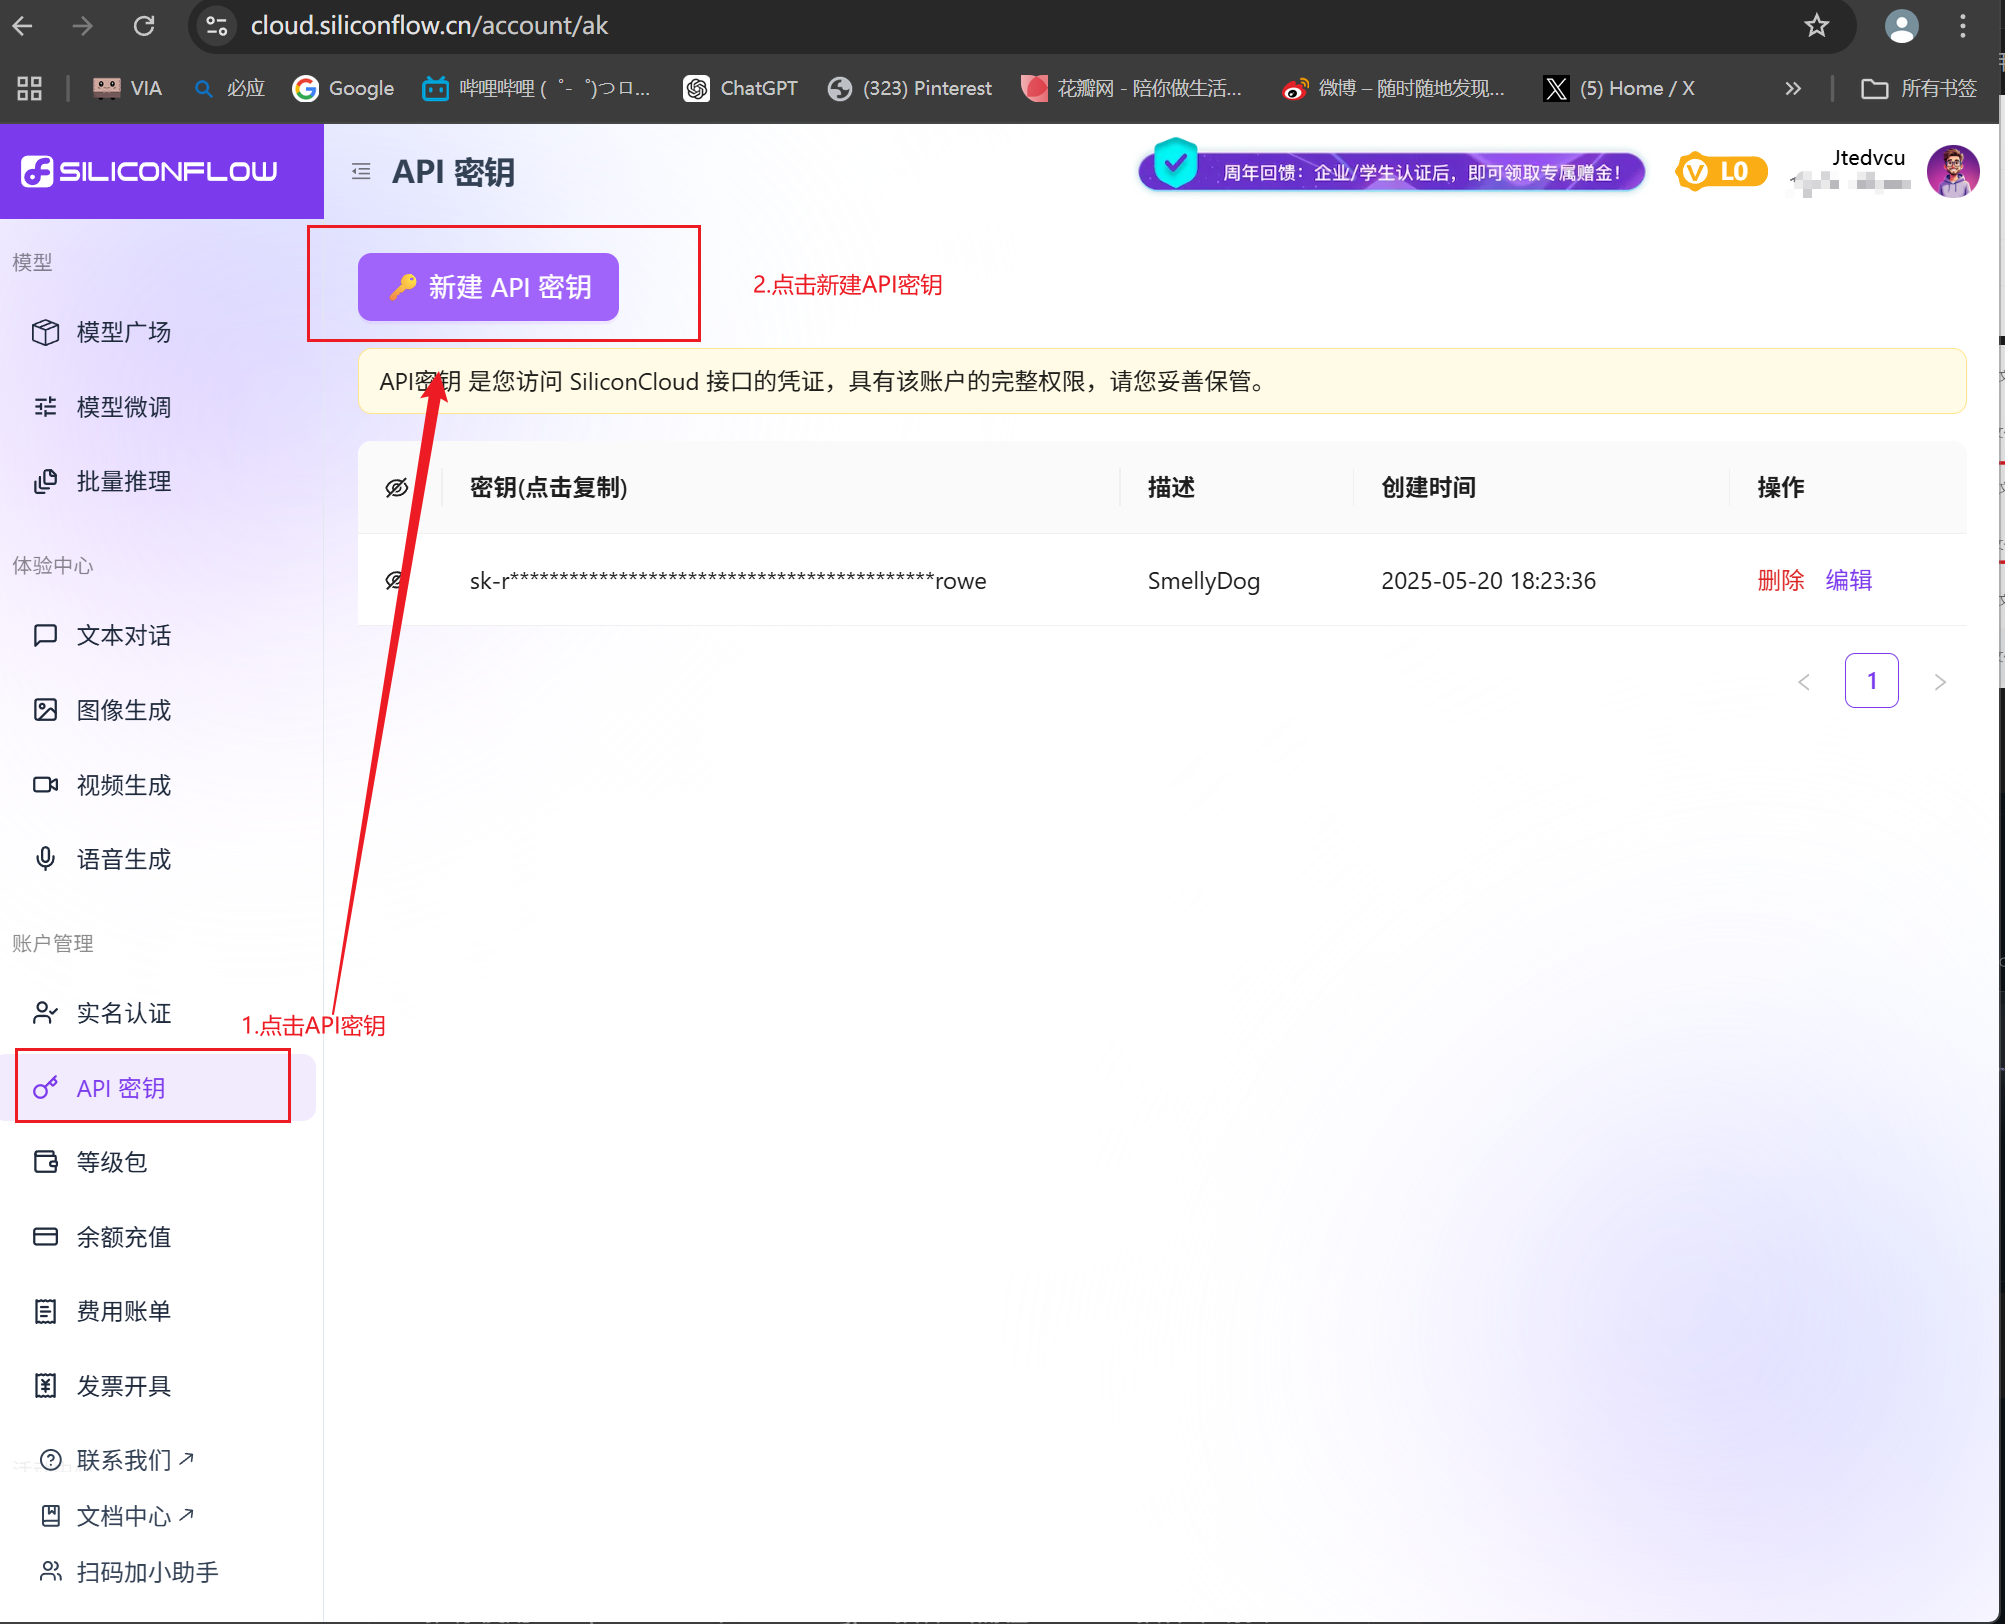 cloud.siliconflow.cn/account/ak
VIA
必应
Google
哔哩哔哩 ( ゜- ゜)つロ...
ChatGPT
(323) Pinterest
花瓣网 - 陪你做生活...
微博 – 随时随地发现...
(5) Home / X
所有书签
SILICONFLOW
API 密钥
周年回馈：企业/学生认证后，即可领取专属赠金！
L0
Jtedvcu
模型
模型广场
模型微调
批量推理
体验中心
文本对话
图像生成
视频生成
语音生成
账户管理
实名认证
API 密钥
等级包
余额充值
费用账单
发票开具
联系我们
文档中心
扫码加小助手
新建 API 密钥
2.点击新建API密钥
API密钥 是您访问 SiliconCloud 接口的凭证，具有该账户的完整权限，请您妥善保管。
密钥(点击复制) 描述 创建时间 操作
sk-r*******************************************rowe SmellyDog 2025-05-20 18:23:36 删除 编辑
1
1.点击API密钥